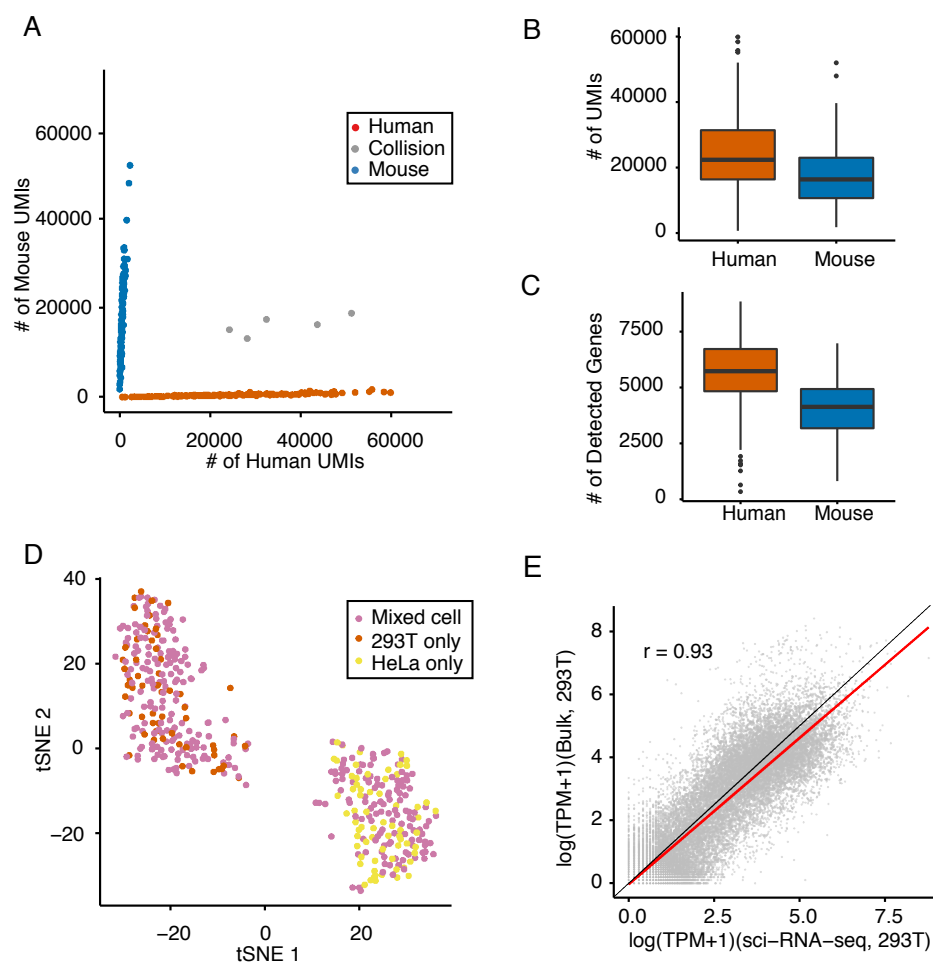 A
60000
40000
20000
0
# of Mouse UMIs
Human
Collision
Mouse
0
20000
40000
60000
# of Human UMIs
B
60000
40000
20000
0
# of UMIs
Human
Mouse
C
7500
5000
2500
0
# of Detected Genes
Human
Mouse
D
40
20
0
−20
tSNE 2
Mixed cell
293T only
HeLa only
−20
0
20
tSNE 1
E
8
6
4
2
0
log(TPM+1)(Bulk, 293T)
r = 0.93
0.0
2.5
5.0
7.5
log(TPM+1)(sci−RNA−seq, 293T)